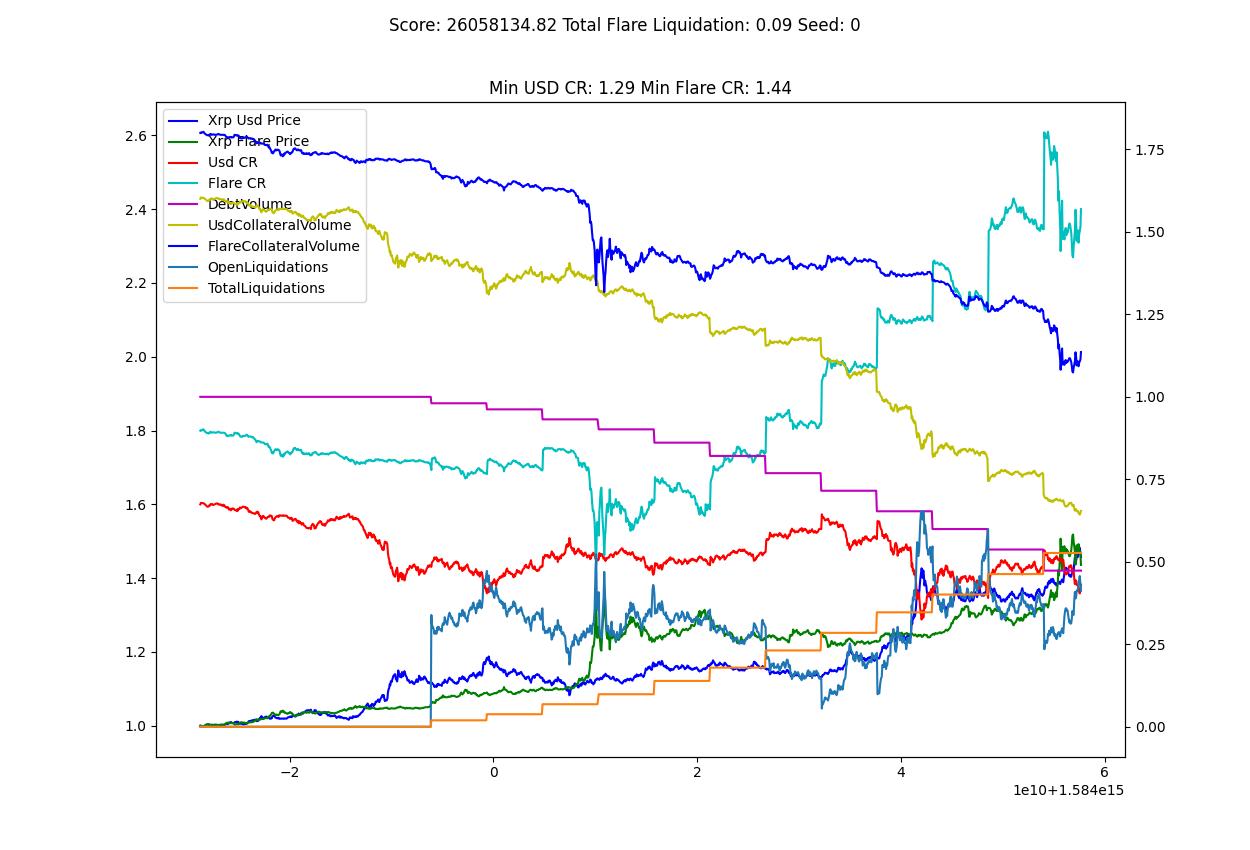 Score: 26058134.82 Total Flare Liquidation: 0.09 Seed: 0
Min USD CR: 1.29 Min Flare CR: 1.44
Xrp Usd Price
Xrp Flare Price
Usd CR
Flare CR
DebtVolume
UsdCollateralVolume
FlareCollateralVolume
OpenLiquidations
TotalLiquidations
2.6
2.4
2.2
2.0
1.8
1.6
1.4
1.2
1.0
1.75
1.50
1.25
1.00
0.75
0.50
0.25
0.00
−2 0 2 4 6
1e10+1.584e15